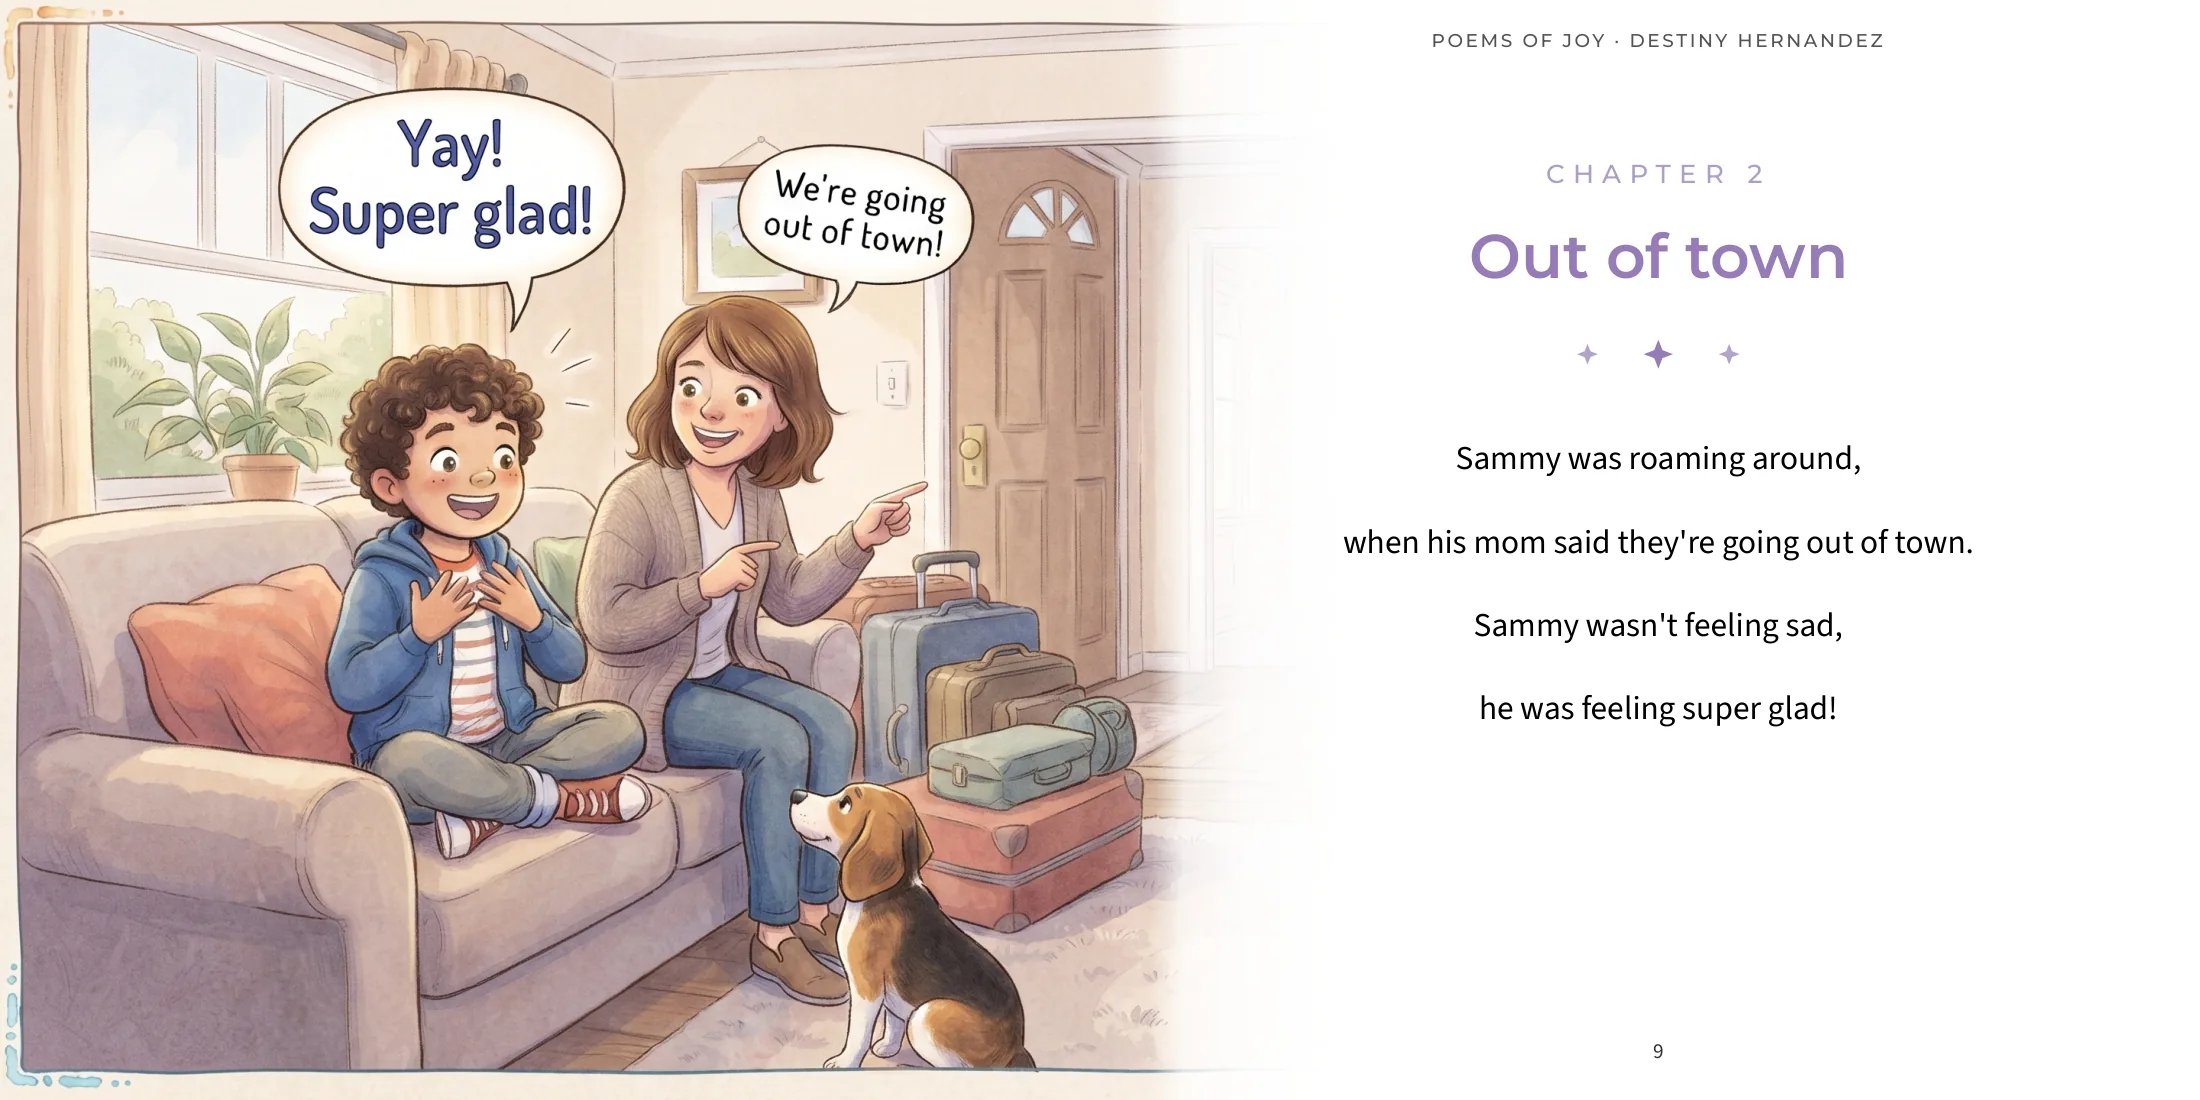 Yay!
Super glad!
We're going
out of town!
POEMS OF JOY · DESTINY HERNANDEZ
CHAPTER 2
Out of town
Sammy was roaming around,
when his mom said they're going out of town.
Sammy wasn't feeling sad,
he was feeling super glad!
9